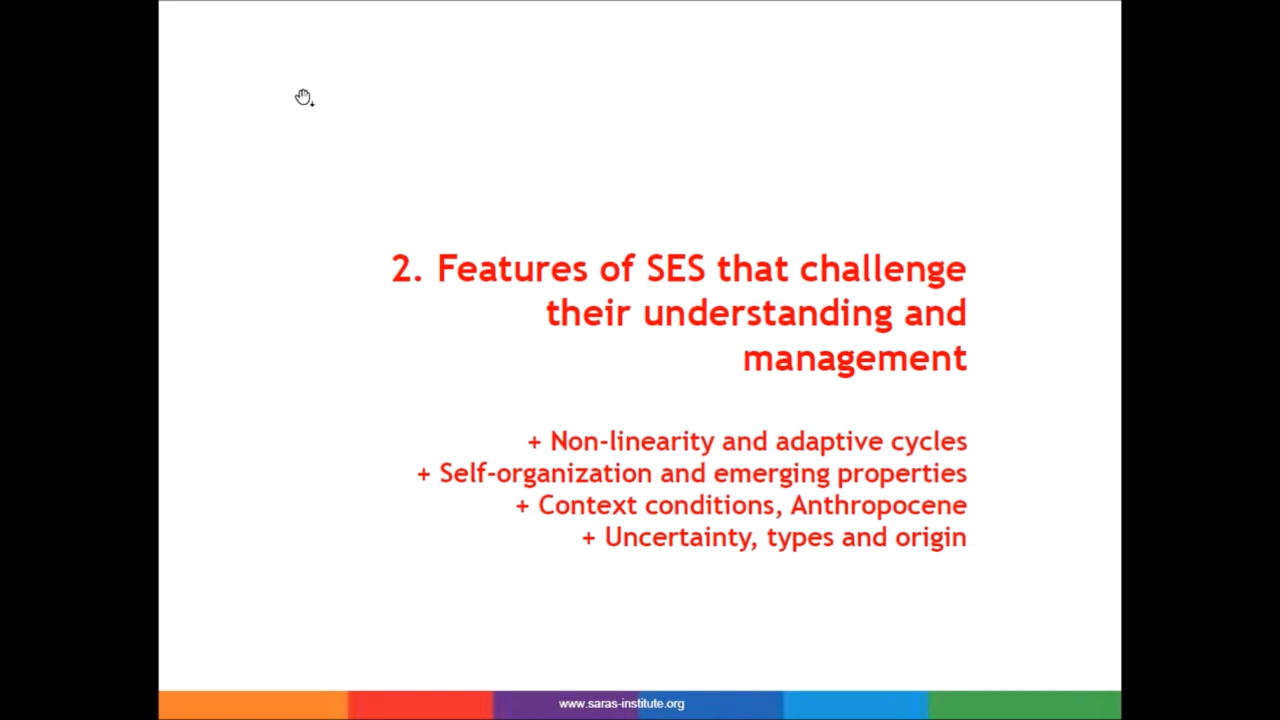 2. Features of SES that challenge
their understanding and
management
+ Non-linearity and adaptive cycles
+ Self-organization and emerging properties
+ Context conditions, Anthropocene
+ Uncertainty, types and origin
www.saras-institute.org